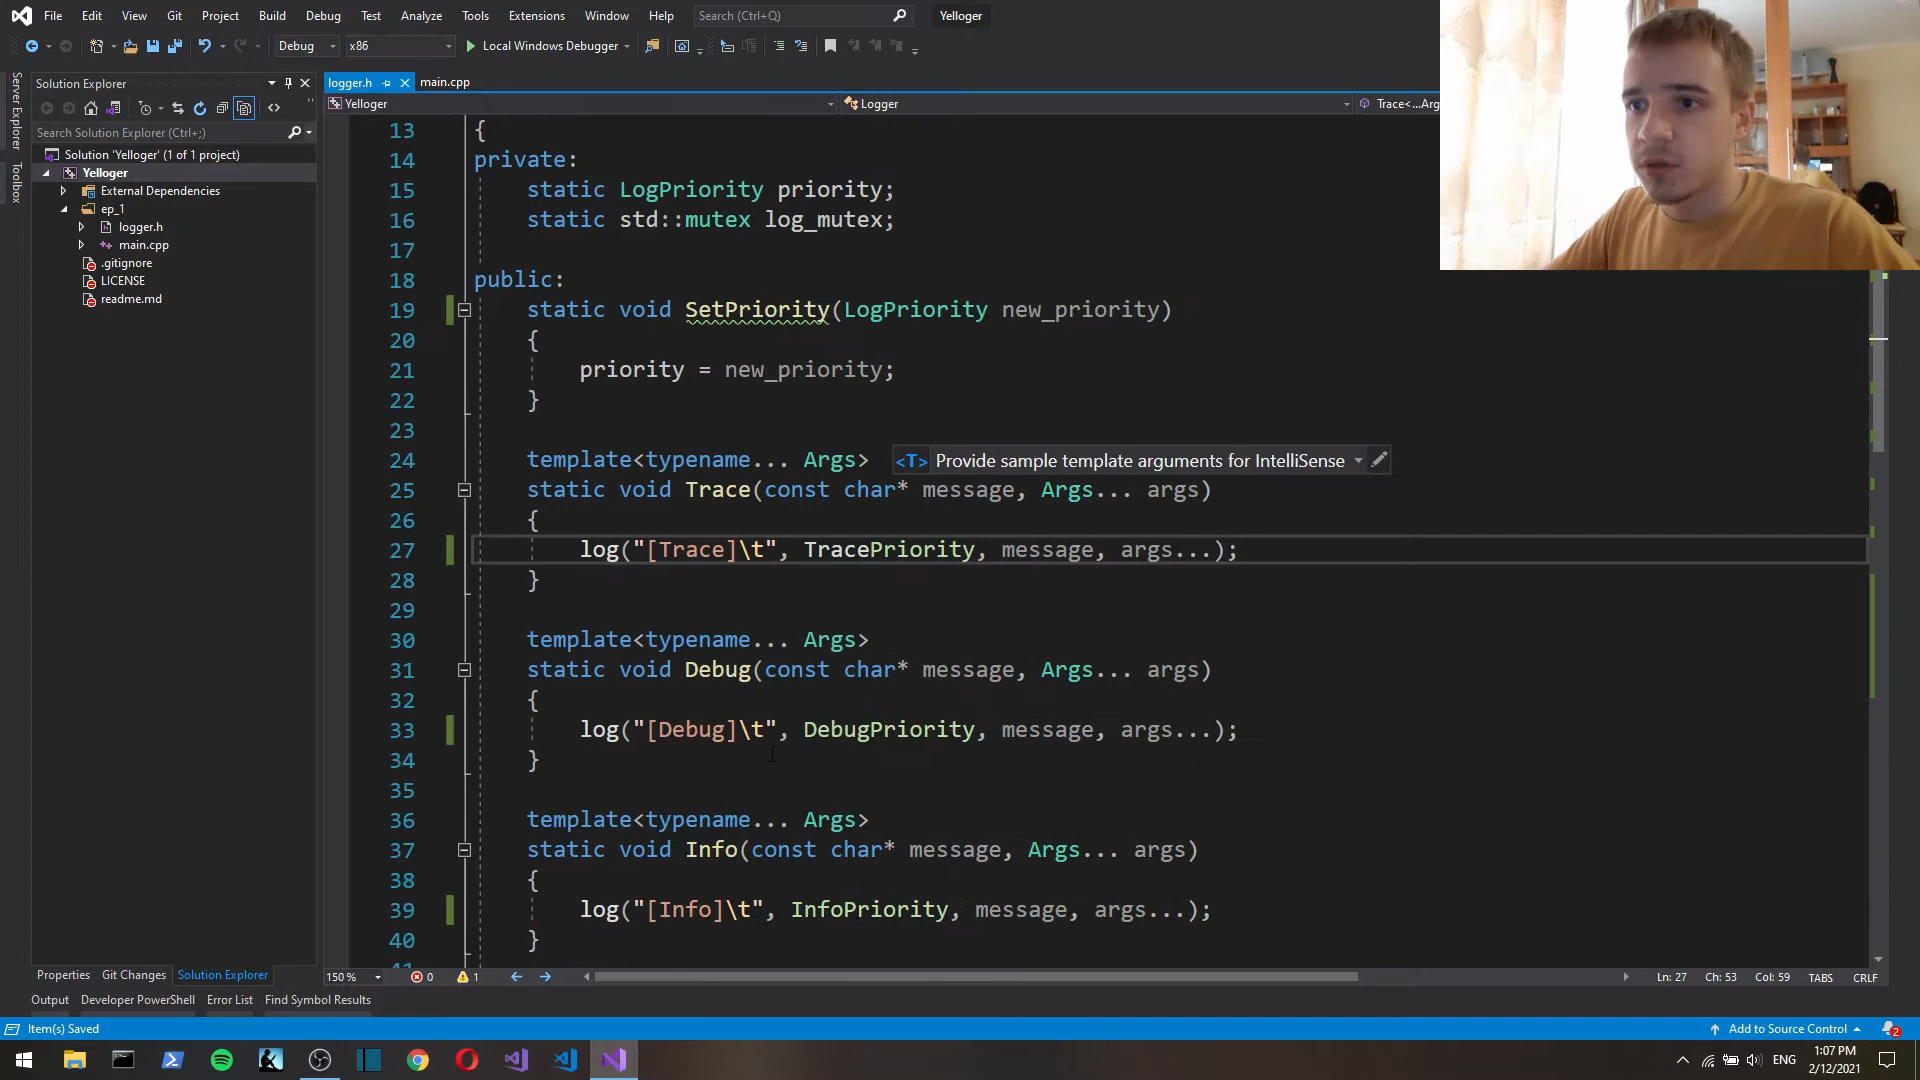 File Edit View Git Project Build Debug Test Analyze Tools Extensions Window Help Search (Ctrl+Q) Yelloger
Debug x86 Local Windows Debugger
Server Explorer
Toolbox
Solution Explorer
Search Solution Explorer (Ctrl+;)
Solution 'Yelloger' (1 of 1 project)
Yelloger
External Dependencies
ep_1
logger.h
main.cpp
.gitignore
LICENSE
readme.md
Properties Git Changes Solution Explorer
logger.h main.cpp
Yelloger Logger Trace<...Arg
13 {
14 private:
15 static LogPriority priority;
16 static std::mutex log_mutex;
17
18 public:
19 static void SetPriority(LogPriority new_priority)
20 {
21 priority = new_priority;
22 }
23
24 template<typename... Args> <T> Provide sample template arguments for IntelliSense
25 static void Trace(const char* message, Args... args)
26 {
27 log("[Trace]\t", TracePriority, message, args...);
28 }
29
30 template<typename... Args>
31 static void Debug(const char* message, Args... args)
32 {
33 log("[Debug]\t", DebugPriority, message, args...);
34 }
35
36 template<typename... Args>
37 static void Info(const char* message, Args... args)
38 {
39 log("[Info]\t", InfoPriority, message, args...);
40 }
150 % 0 1 Ln: 27 Ch: 53 Col: 59 TABS CRLF
Output Developer PowerShell Error List Find Symbol Results
Item(s) Saved Add to Source Control 2
ENG 1:07 PM
2/12/2021